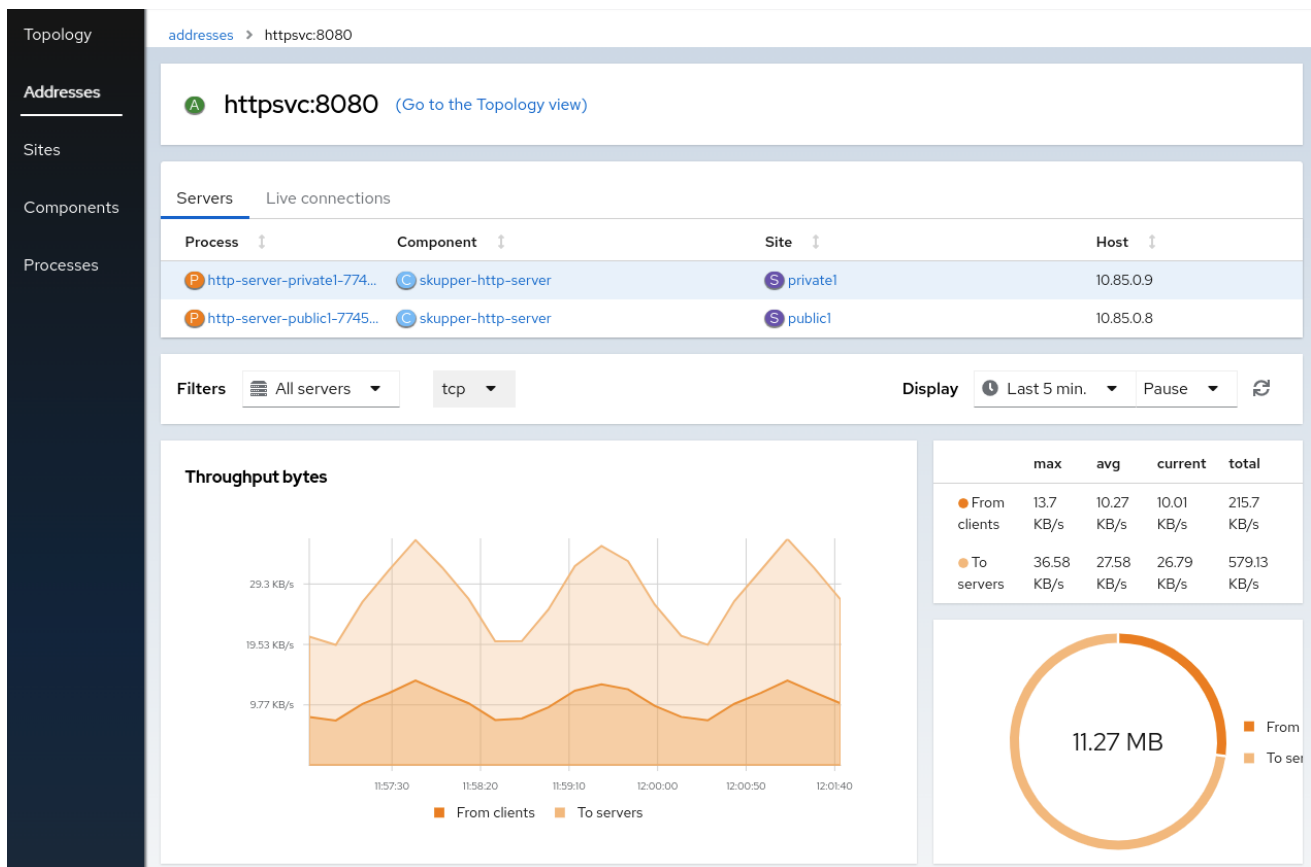 Topology
Addresses
Sites
Components
Processes
addresses > httpsvc:8080
A httpsvc:8080 (Go to the Topology view)
Servers Live connections
Process Component Site Host
P http-server-private1-774... C skupper-http-server S private1 10.85.0.9
P http-server-public1-7745... C skupper-http-server S public1 10.85.0.8
Filters All servers tcp Display Last 5 min. Pause
Throughput bytes
29.3 KB/s
19.53 KB/s
9.77 KB/s
11:57:30 11:58:20 11:59:10 12:00:00 12:00:50 12:01:40
From clients To servers
max avg current total
From 13.7 10.27 10.01 215.7
clients KB/s KB/s KB/s KB/s
To 36.58 27.58 26.79 579.13
servers KB/s KB/s KB/s KB/s
11.27 MB
From
To ser